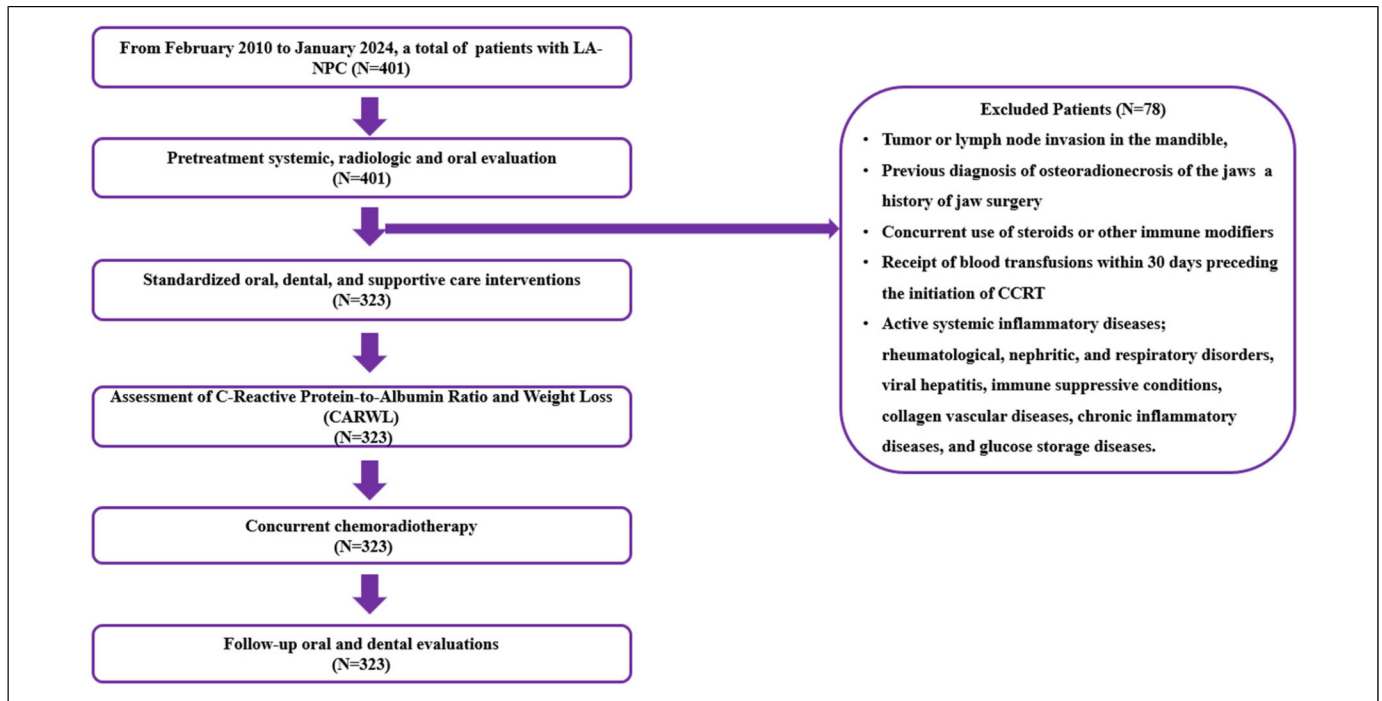 From February 2010 to January 2024, a total of patients with LA-
NPC (N=401)
Pretreatment systemic, radiologic and oral evaluation
(N=401)
Standardized oral, dental, and supportive care interventions
(N=323)
Assessment of C-Reactive Protein-to-Albumin Ratio and Weight Loss
(CARWL)
(N=323)
Concurrent chemoradiotherapy
(N=323)
Follow-up oral and dental evaluations
(N=323)
Excluded Patients (N=78)
• Tumor or lymph node invasion in the mandible,
• Previous diagnosis of osteoradionecrosis of the jaws a
history of jaw surgery
• Concurrent use of steroids or other immune modifiers
• Receipt of blood transfusions within 30 days preceding
the initiation of CCRT
• Active systemic inflammatory diseases;
rheumatological, nephritic, and respiratory disorders,
viral hepatitis, immune suppressive conditions,
collagen vascular diseases, chronic inflammatory
diseases, and glucose storage diseases.